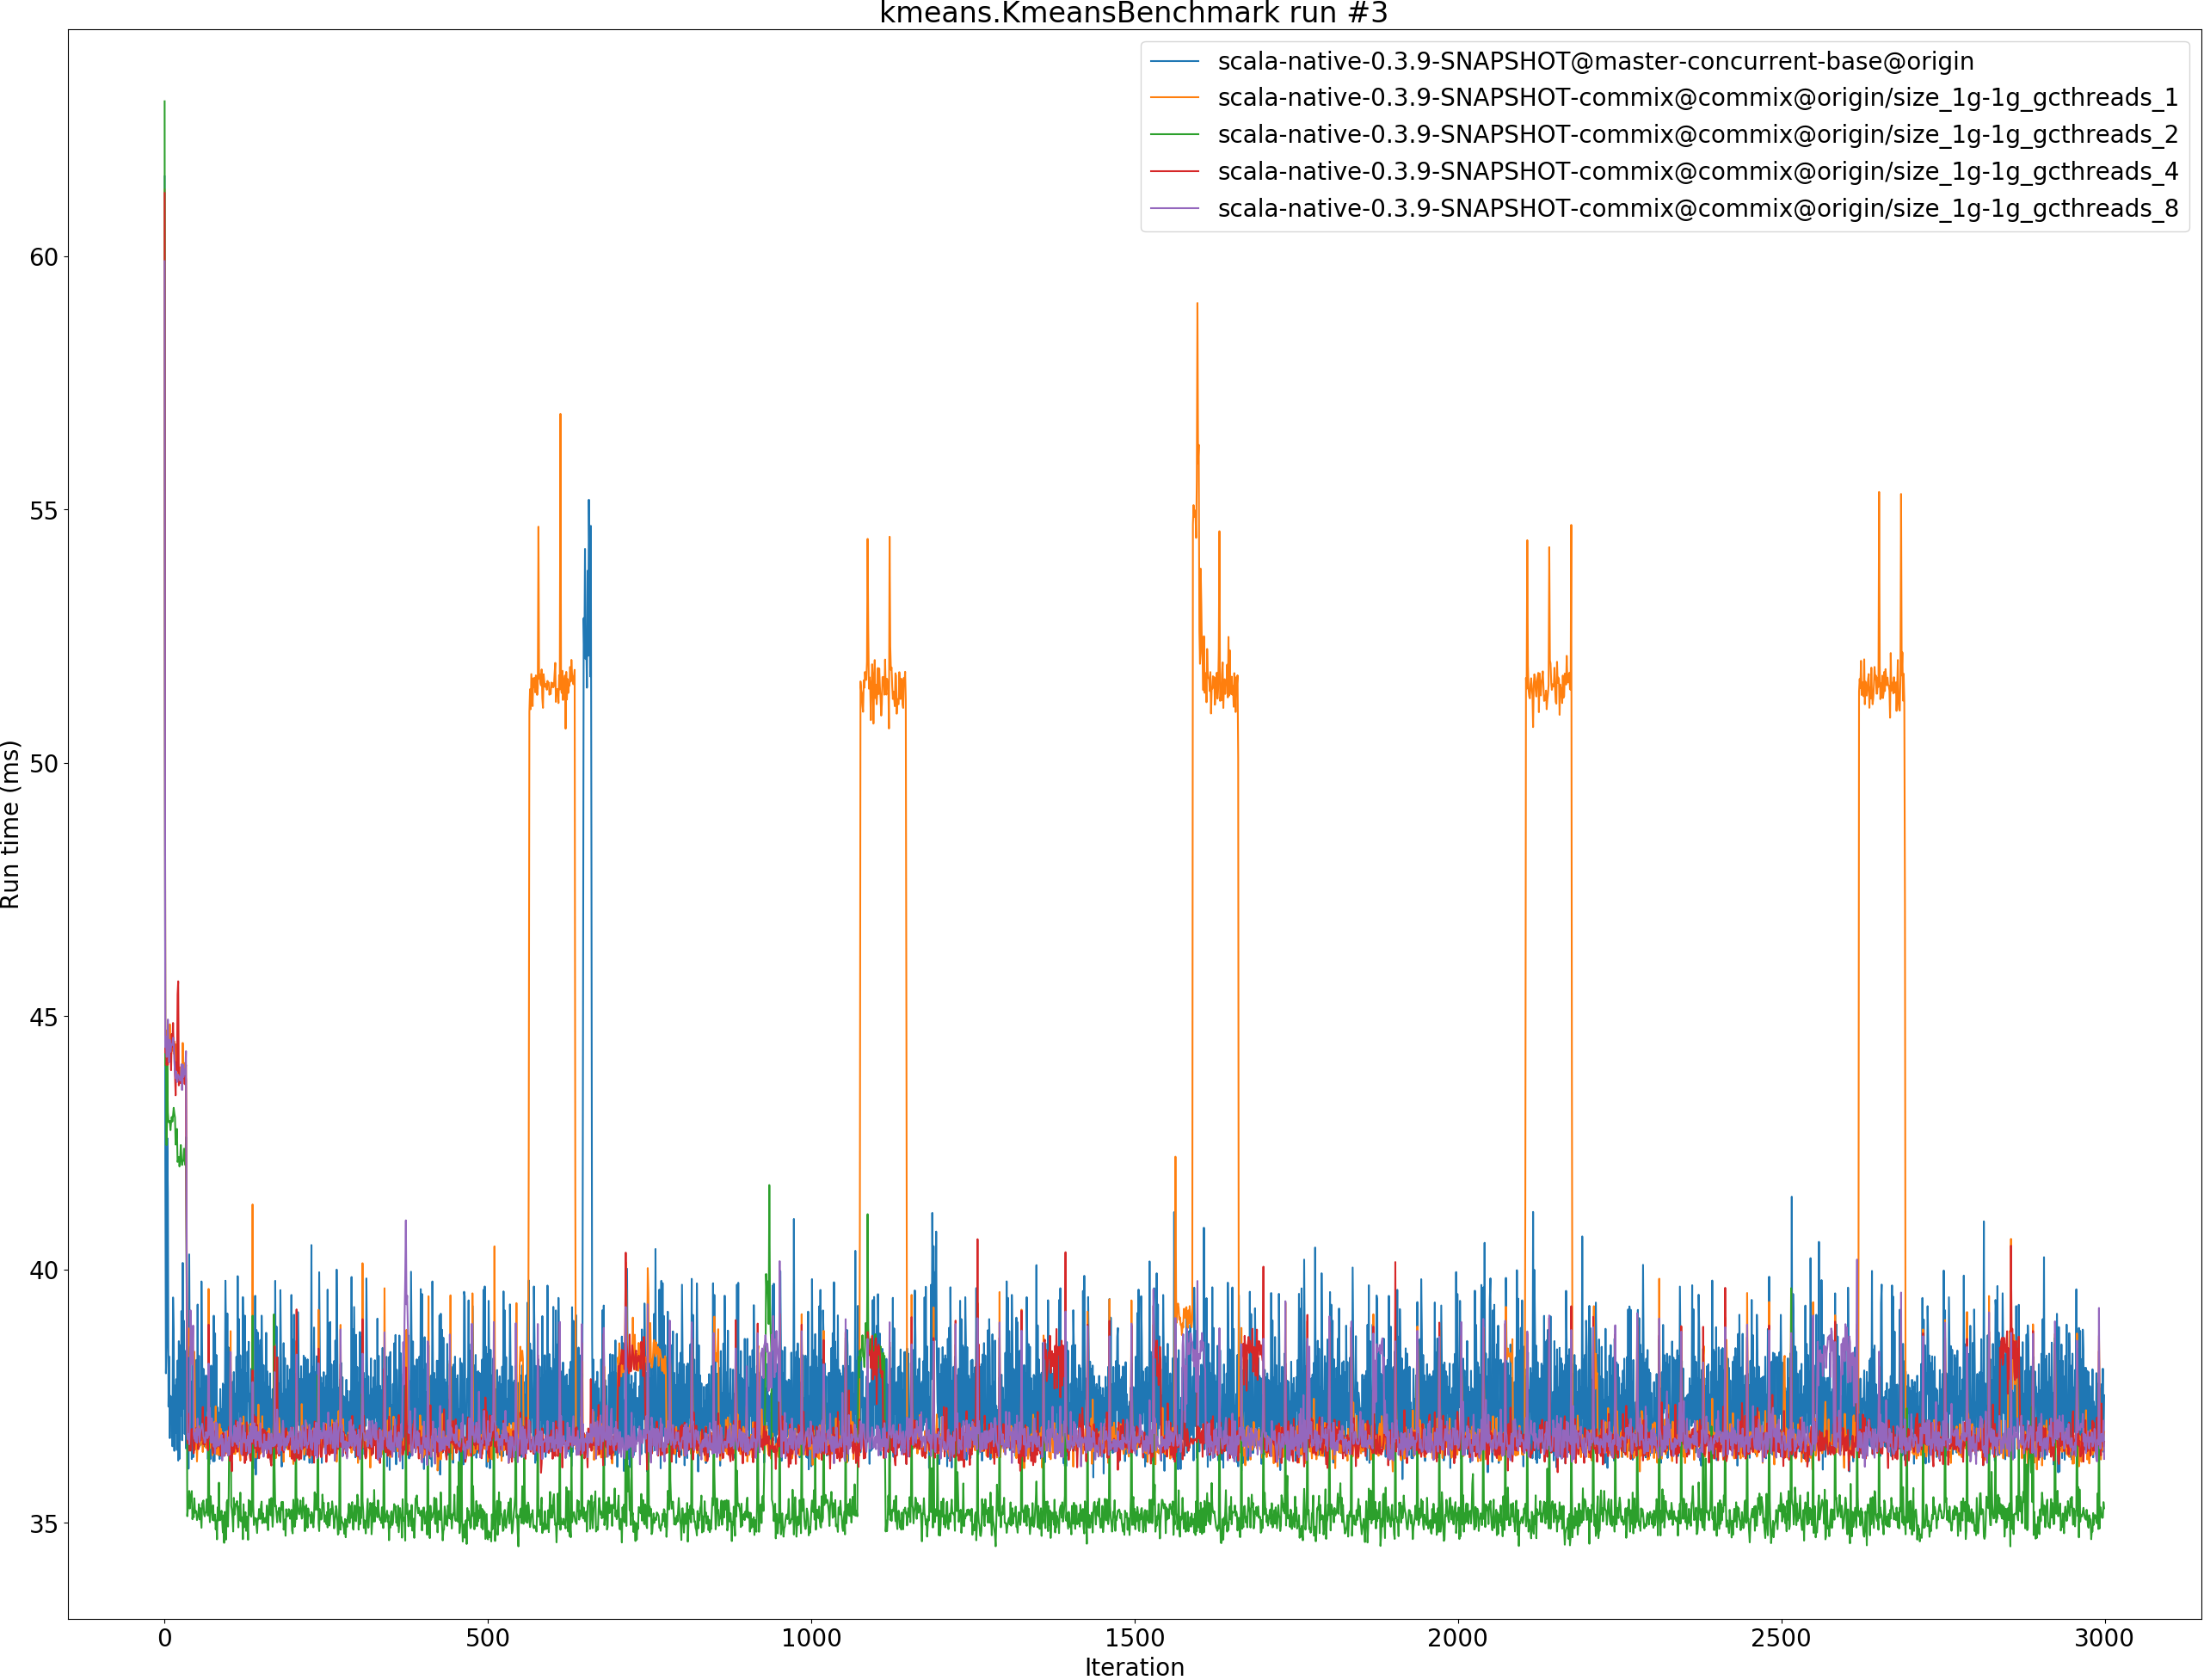 kmeans.KmeansBenchmark run #3
scala-native-0.3.9-SNAPSHOT@master-concurrent-base@origin
scala-native-0.3.9-SNAPSHOT-commix@commix@origin/size_1g-1g_gcthreads_1
scala-native-0.3.9-SNAPSHOT-commix@commix@origin/size_1g-1g_gcthreads_2
scala-native-0.3.9-SNAPSHOT-commix@commix@origin/size_1g-1g_gcthreads_4
scala-native-0.3.9-SNAPSHOT-commix@commix@origin/size_1g-1g_gcthreads_8
Run time (ms)
60
55
50
45
40
35
0 500 1000 1500 2000 2500 3000
Iteration